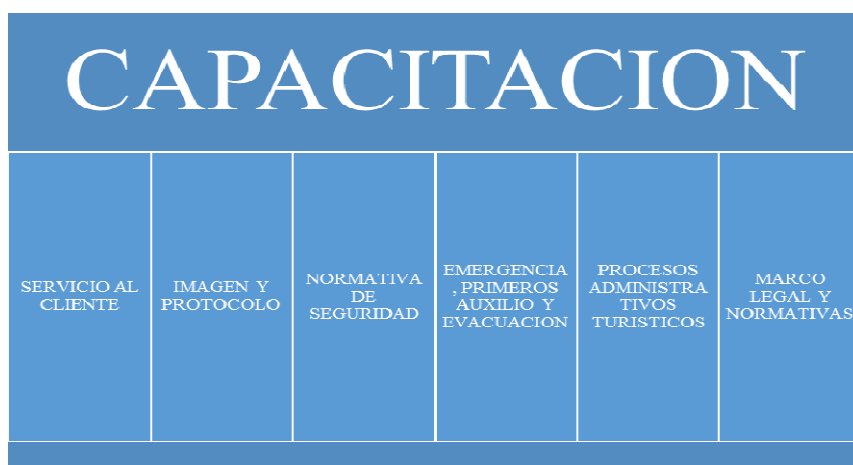 CAPACITACION
SERVICIO AL
CLIENTE
IMAGEN Y
PROTOCOLO
NORMATIVA
DE
SEGURIDAD
EMERGENCIA
, PRIMEROS
AUXILIO Y
EVACUACION
PROCESOS
ADMINISTRA
TIVOS
TURISTICOS
MARCO
LEGAL Y
NORMATIVAS